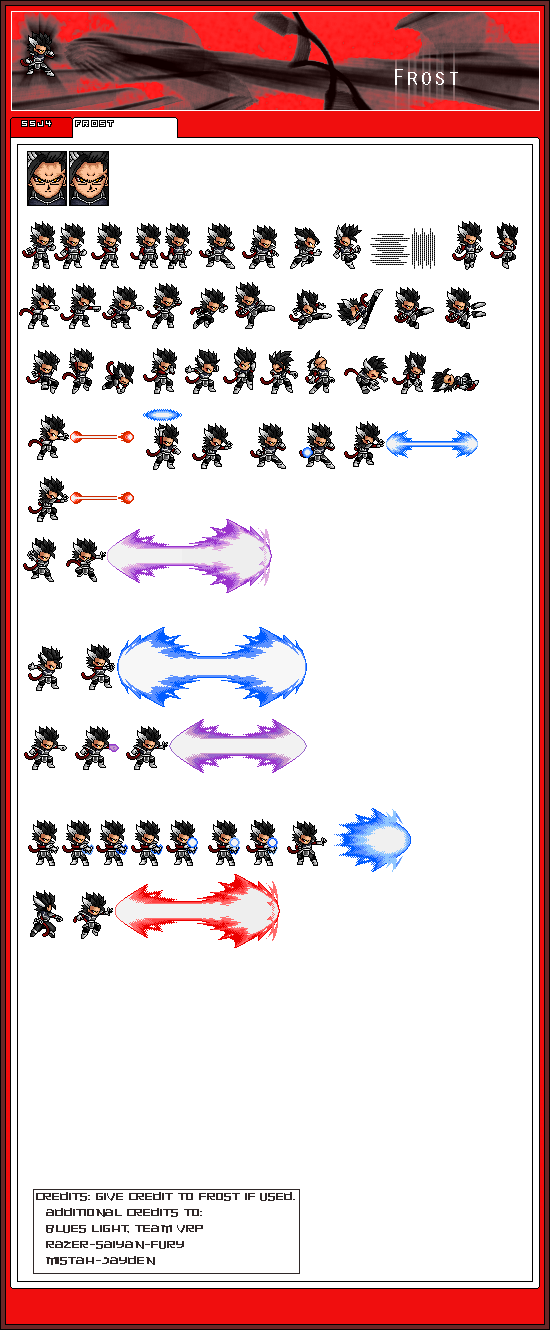 Frost
SSJ4
FROST
CREDITS: GIVE CREDIT TO FROST IF USED.
ADDITIONAL CREDITS TO:
BLUES LIGHT, TEAM VRP
RAZER-SAIYAN-FURY
MISTAH-JAYDEN